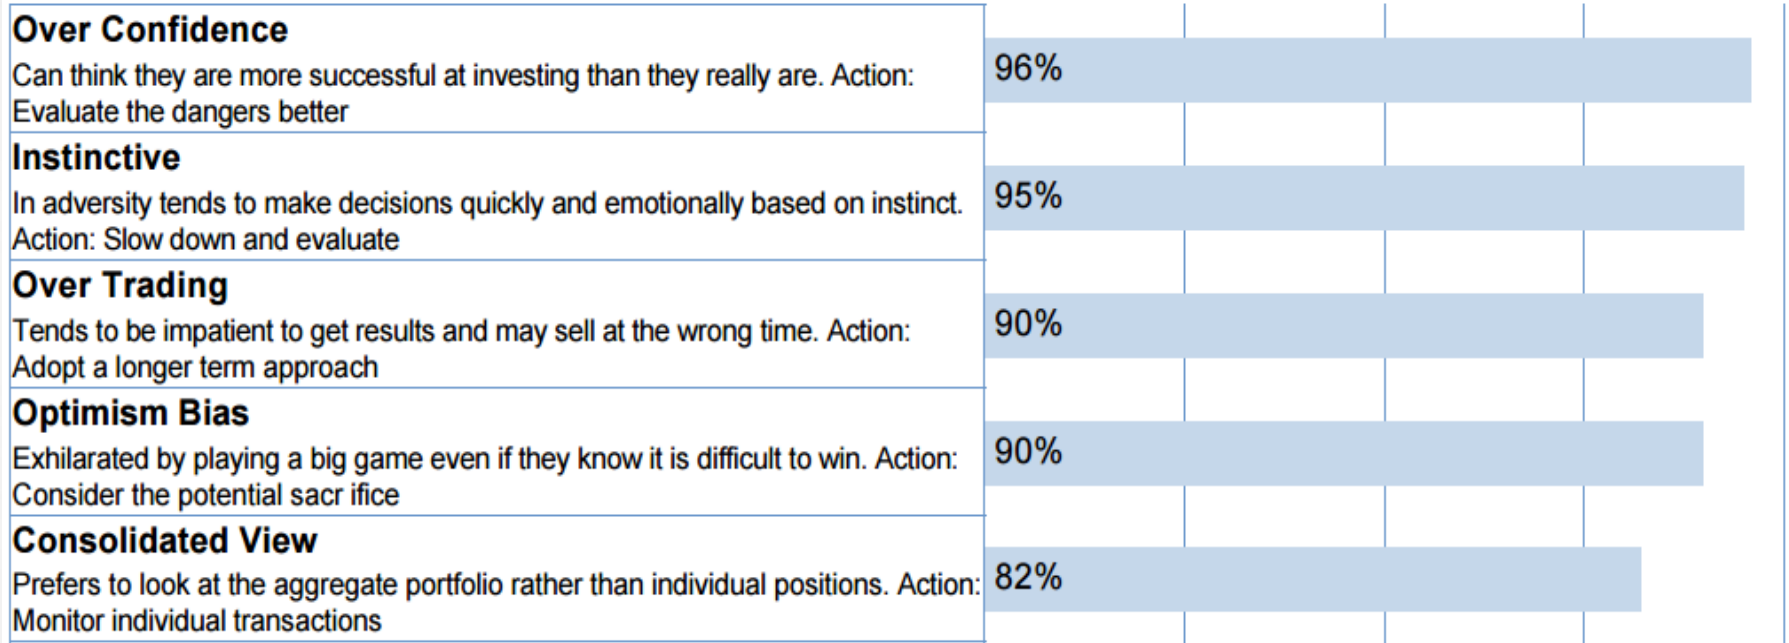 Over Confidence
Can think they are more successful at investing than they really are. Action:
Evaluate the dangers better
96%
Instinctive
In adversity tends to make decisions quickly and emotionally based on instinct.
Action: Slow down and evaluate
95%
Over Trading
Tends to be impatient to get results and may sell at the wrong time. Action:
Adopt a longer term approach
90%
Optimism Bias
Exhilarated by playing a big game even if they know it is difficult to win. Action:
Consider the potential sacr ifice
90%
Consolidated View
Prefers to look at the aggregate portfolio rather than individual positions. Action:
Monitor individual transactions
82%